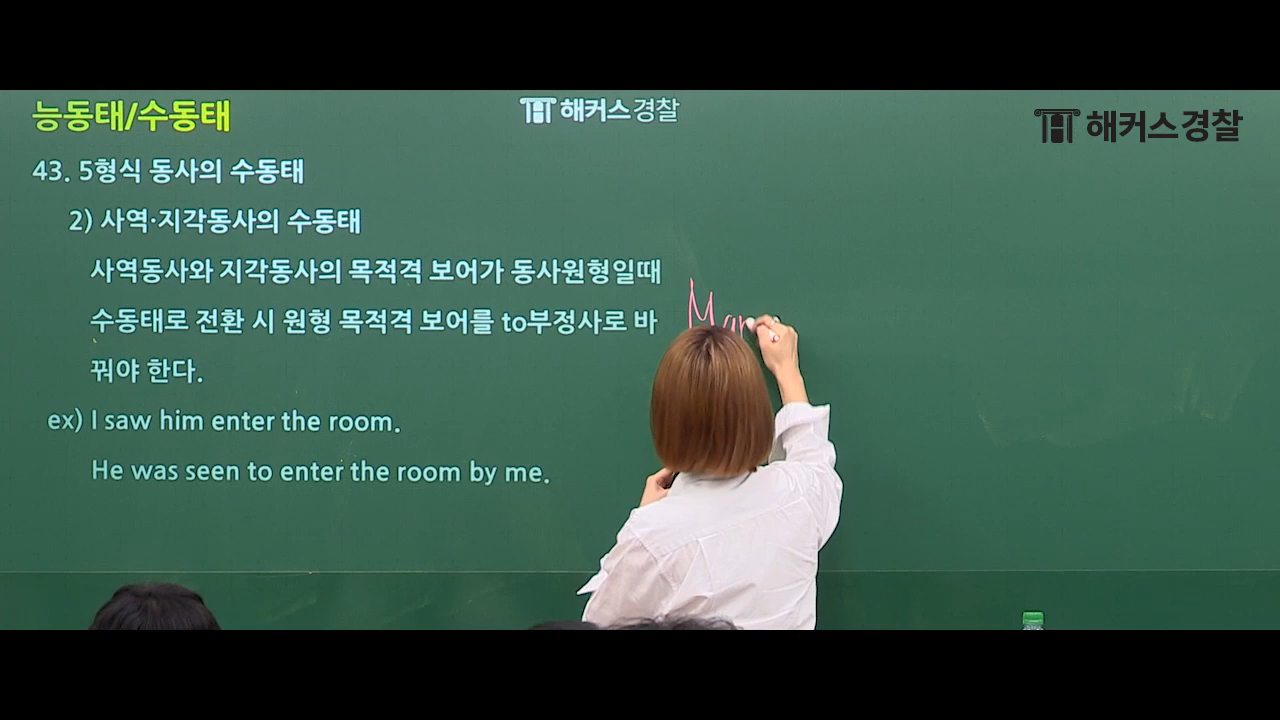 능동태/수동태
해커스경찰
해커스경찰
43. 5형식 동사의 수동태
2) 사역·지각동사의 수동태
사역동사와 지각동사의 목적격 보어가 동사원형일때
수동태로 전환 시 원형 목적격 보어를 to부정사로 바
꿔야 한다.
ex) I saw him enter the room.
He was seen to enter the room by me.